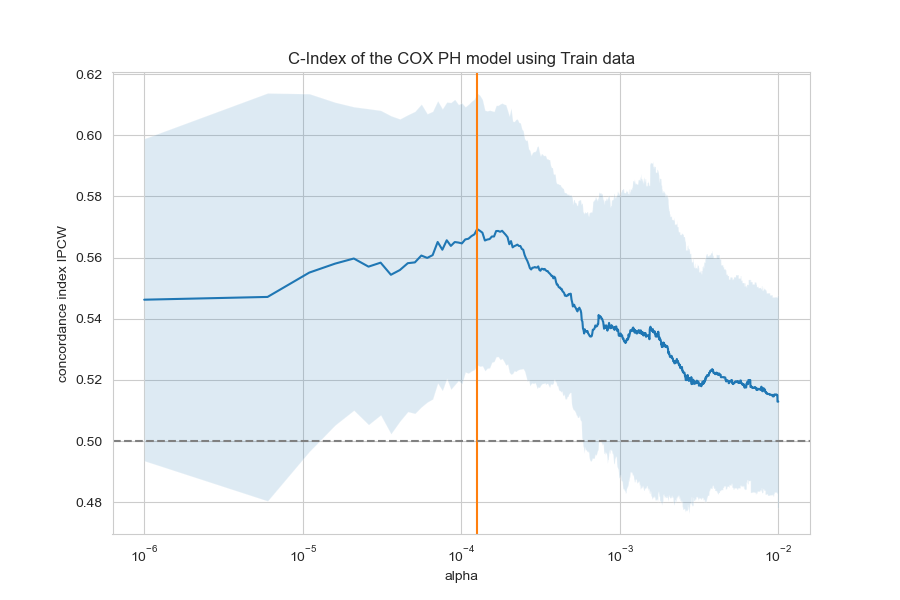 C-Index of the COX PH model using Train data
concordance index IPCW
0.62
0.60
0.58
0.56
0.54
0.52
0.50
0.48
10⁻⁶ 10⁻⁵ 10⁻⁴ 10⁻³ 10⁻²
alpha